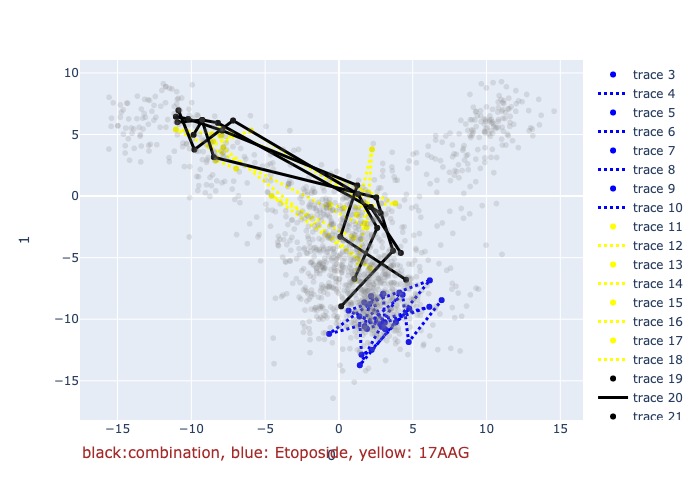 10
5
0
−5
−10
−15
1
−15
−10
−5
0
5
10
15
0
black:combination, blue: Etoposide, yellow: 17AAG
trace 3
trace 4
trace 5
trace 6
trace 7
trace 8
trace 9
trace 10
trace 11
trace 12
trace 13
trace 14
trace 15
trace 16
trace 17
trace 18
trace 19
trace 20
trace 21